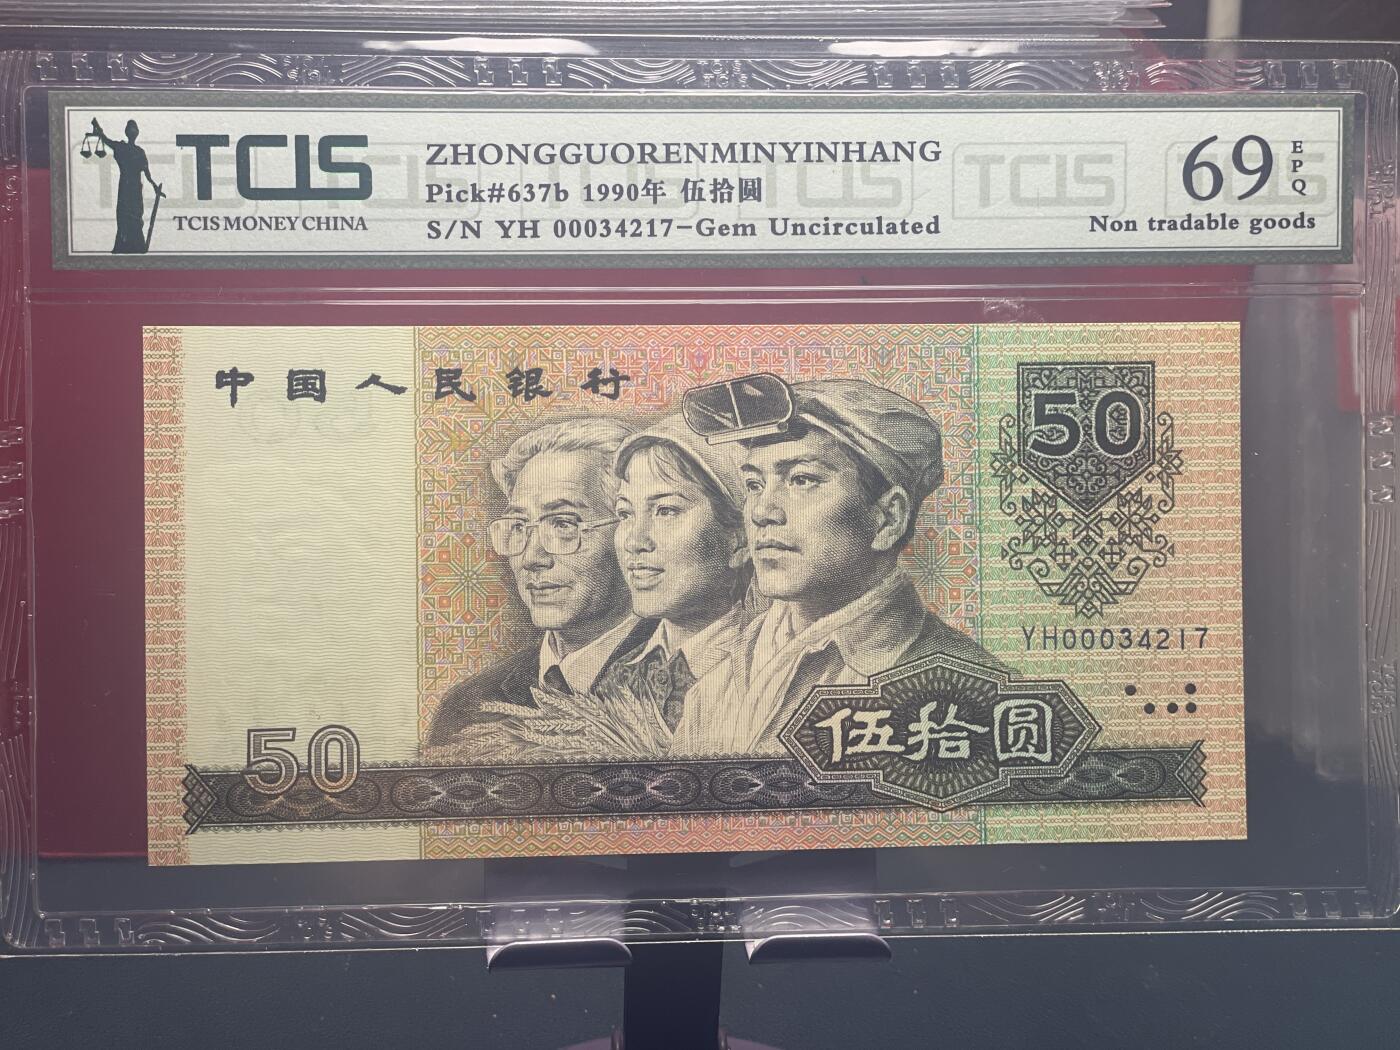 TCIS
TCIS MONEY CHINA
ZHONGGUORENMINYINHANG
Pick#637b 1990年 伍拾圆
S/N YH 00034217-Gem Uncirculated
69 EPQ
Non tradable goods
中国人民银行
50
YH00034217
伍拾圆
50